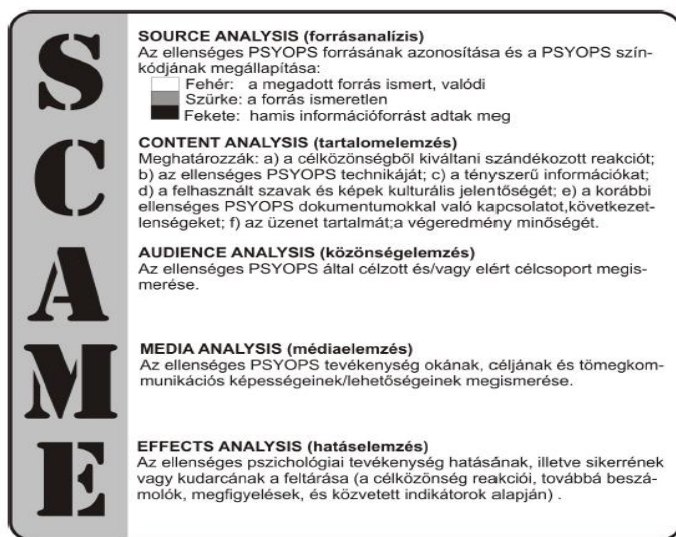 S
SOURCE ANALYSIS (forrásanalízis)
Az ellenséges PSYOPS forrásának azonosítása és a PSYOPS szín-
kódjának megállapítása:
Fehér: a megadott forrás ismert, valódi
Szürke: a forrás ismeretlen
Fekete: hamis információforrást adtak meg
C
CONTENT ANALYSIS (tartalomelemzés)
Meghatározzák: a) a célközönségből kiváltani szándékozott reakciót;
b) az ellenséges PSYOPS technikáját; c) a tényszerű információkat;
d) a felhasznált szavak és képek kulturális jelentőségét; e) a korábbi
ellenséges PSYOPS dokumentumokkal való kapcsolatot,következet-
lenségeket; f) az üzenet tartalmát;a végeredmény minőségét.
A
AUDIENCE ANALYSIS (közönségelemzés)
Az ellenséges PSYOPS által célzott és/vagy elért célcsoport megis-
merése.
M
MEDIA ANALYSIS (médiaelemzés)
Az ellenséges PSYOPS tevékenység okának, céljának és tömegkom-
munikációs képességeinek/lehetőségeinek megismerése.
E
EFFECTS ANALYSIS (hatáselemzés)
Az ellenséges pszichológiai tevékenység hatásának, illetve sikerrének
vagy kudarcának a feltárása (a célközönség reakciói, továbbá beszá-
molók, megfigyelések, és közvetett indikátorok alapján) .